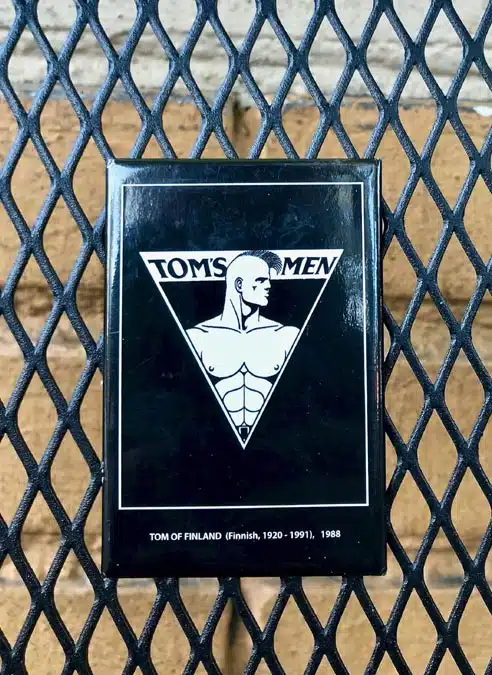 TOM'S MEN
TOM OF FINLAND (Finnish, 1920 - 1991), 1988